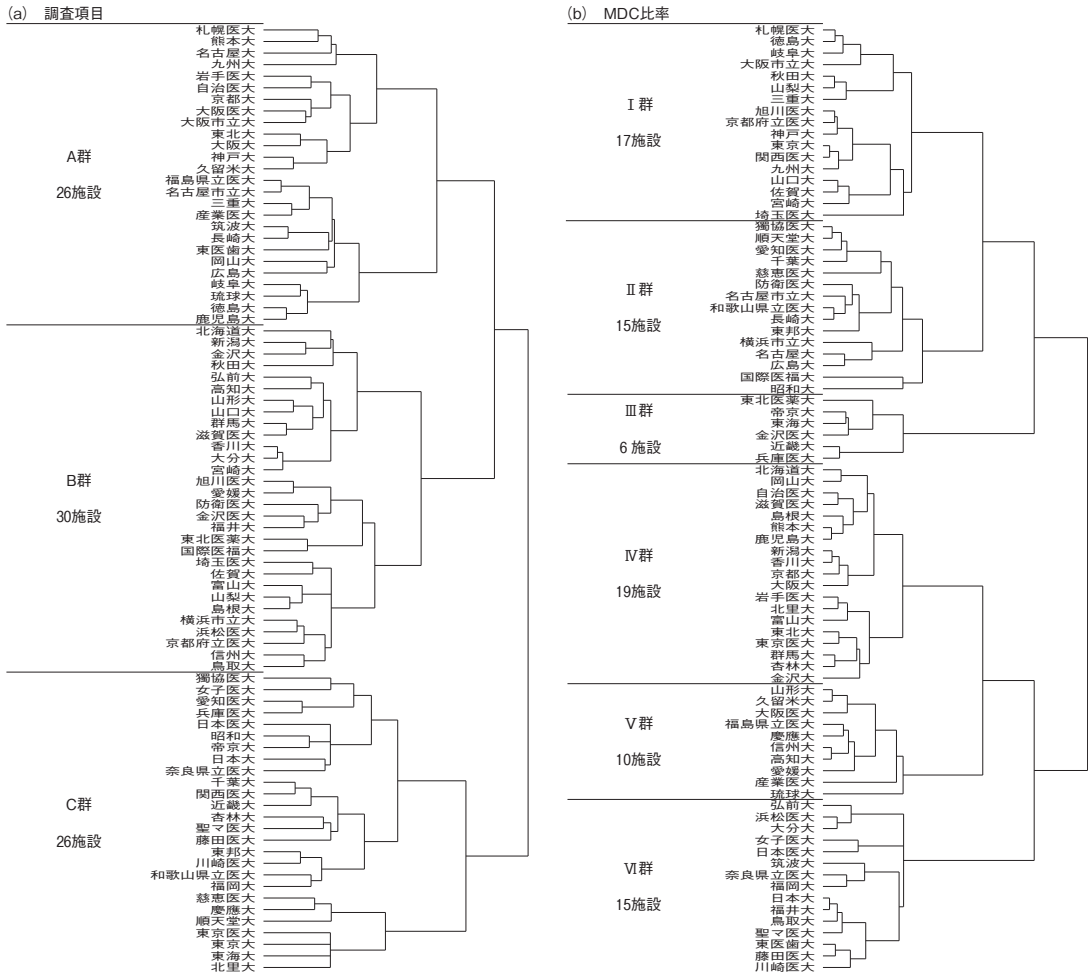 (a) 調査項目
札幌医大
熊本大
名古屋大
九州大
岩手医大
自治医大
京都大
大阪医大
大阪市立大
東北大
大阪大
神戸大
久留米大
福島県立医大
名古屋市立大
三重大
産業医大
筑波大
長崎大
東医歯大
岡山大
広島大
岐阜大
琉球大
徳島大
鹿児島大
A群
26施設
北海道大
新潟大
金沢大
秋田大
弘前大
高知大
山形大
山口大
群馬大
滋賀医大
香川大
大分大
宮崎大
旭川医大
愛媛大
防衛医大
金沢医大
福井大
東北医薬大
国際医福大
埼玉医大
佐賀大
富山大
山梨大
島根大
横浜市立大
浜松医大
京都府立医大
信州大
鳥取大
B群
30施設
獨協医大
女子医大
愛知医大
兵庫医大
日本医大
昭和大
帝京大
日本大
奈良県立医大
千葉大
関西医大
近畿大
杏林大
聖マ医大
藤田医大
東邦大
川崎医大
和歌山県立医大
福岡大
慈恵医大
慶應大
順天堂大
東京医大
東京大
東海大
北里大
C群
26施設
(b) MDC比率
札幌医大
徳島大
岐阜大
大阪市立大
秋田大
山梨大
三重大
旭川医大
京都府立医大
神戸大
東京大
関西医大
九州大
山口大
佐賀大
宮崎大
埼玉医大
Ⅰ群
17施設
獨協医大
順天堂大
愛知医大
千葉大
慈恵医大
防衛医大
名古屋市立大
和歌山県立医大
長崎大
東邦大
横浜市立大
名古屋大
広島大
国際医福大
昭和大
Ⅱ群
15施設
東北医薬大
帝京大
東海大
金沢医大
近畿大
兵庫医大
Ⅲ群
6施設
北海道大
岡山大
自治医大
滋賀医大
島根大
熊本大
鹿児島大
新潟大
香川大
京都大
大阪大
岩手医大
北里大
富山大
東北大
東京医大
群馬大
杏林大
金沢大
Ⅳ群
19施設
山形大
久留米大
大阪医大
福島県立医大
慶應大
信州大
高知大
愛媛大
産業医大
琉球大
Ⅴ群
10施設
弘前大
浜松医大
大分大
女子医大
日本医大
筑波大
奈良県立医大
福岡大
日本大
福井大
鳥取大
聖マ医大
東医歯大
藤田医大
川崎医大
Ⅵ群
15施設